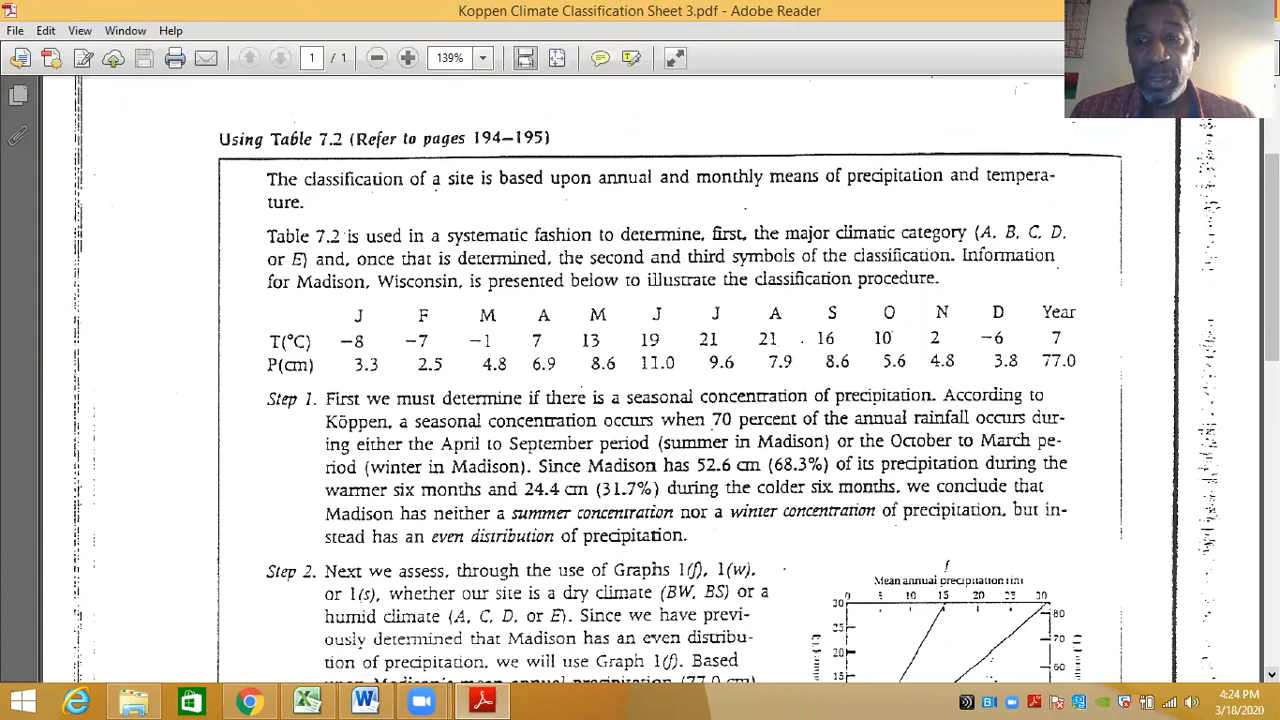 Koppen Climate Classification Sheet 3.pdf - Adobe Reader
File Edit View Window Help
1 / 1 139%
Using Table 7.2 (Refer to pages 194–195)
The classification of a site is based upon annual and monthly means of precipitation and tempera-
ture.
Table 7.2 is used in a systematic fashion to determine, first, the major climatic category (A, B, C, D,
or E) and, once that is determined, the second and third symbols of the classification. Information
for Madison, Wisconsin, is presented below to illustrate the classification procedure.
J F M A M J J A S O N D Year
T(°C) −8 −7 −1 7 13 19 21 21 16 10 2 −6 7
P(cm) 3.3 2.5 4.8 6.9 8.6 11.0 9.6 7.9 8.6 5.6 4.8 3.8 77.0
Step 1. First we must determine if there is a seasonal concentration of precipitation. According to
Köppen, a seasonal concentration occurs when 70 percent of the annual rainfall occurs dur-
ing either the April to September period (summer in Madison) or the October to March pe-
riod (winter in Madison). Since Madison has 52.6 cm (68.3%) of its precipitation during the
warmer six months and 24.4 cm (31.7%) during the colder six months, we conclude that
Madison has neither a summer concentration nor a winter concentration of precipitation, but in-
stead has an even distribution of precipitation.
Step 2. Next we assess, through the use of Graphs 1(f), 1(w),
or 1(s), whether our site is a dry climate (BW, BS) or a
humid climate (A, C, D, or E). Since we have previ-
ously determined that Madison has an even distribu-
tion of precipitation, we will use Graph 1(f). Based
upon Madison's mean annual precipitation (77.0 cm)
f
Mean annual precipitation
0 5 10 15 20 25 30
30 80
25 70
20 60
15
4:24 PM
3/18/2020